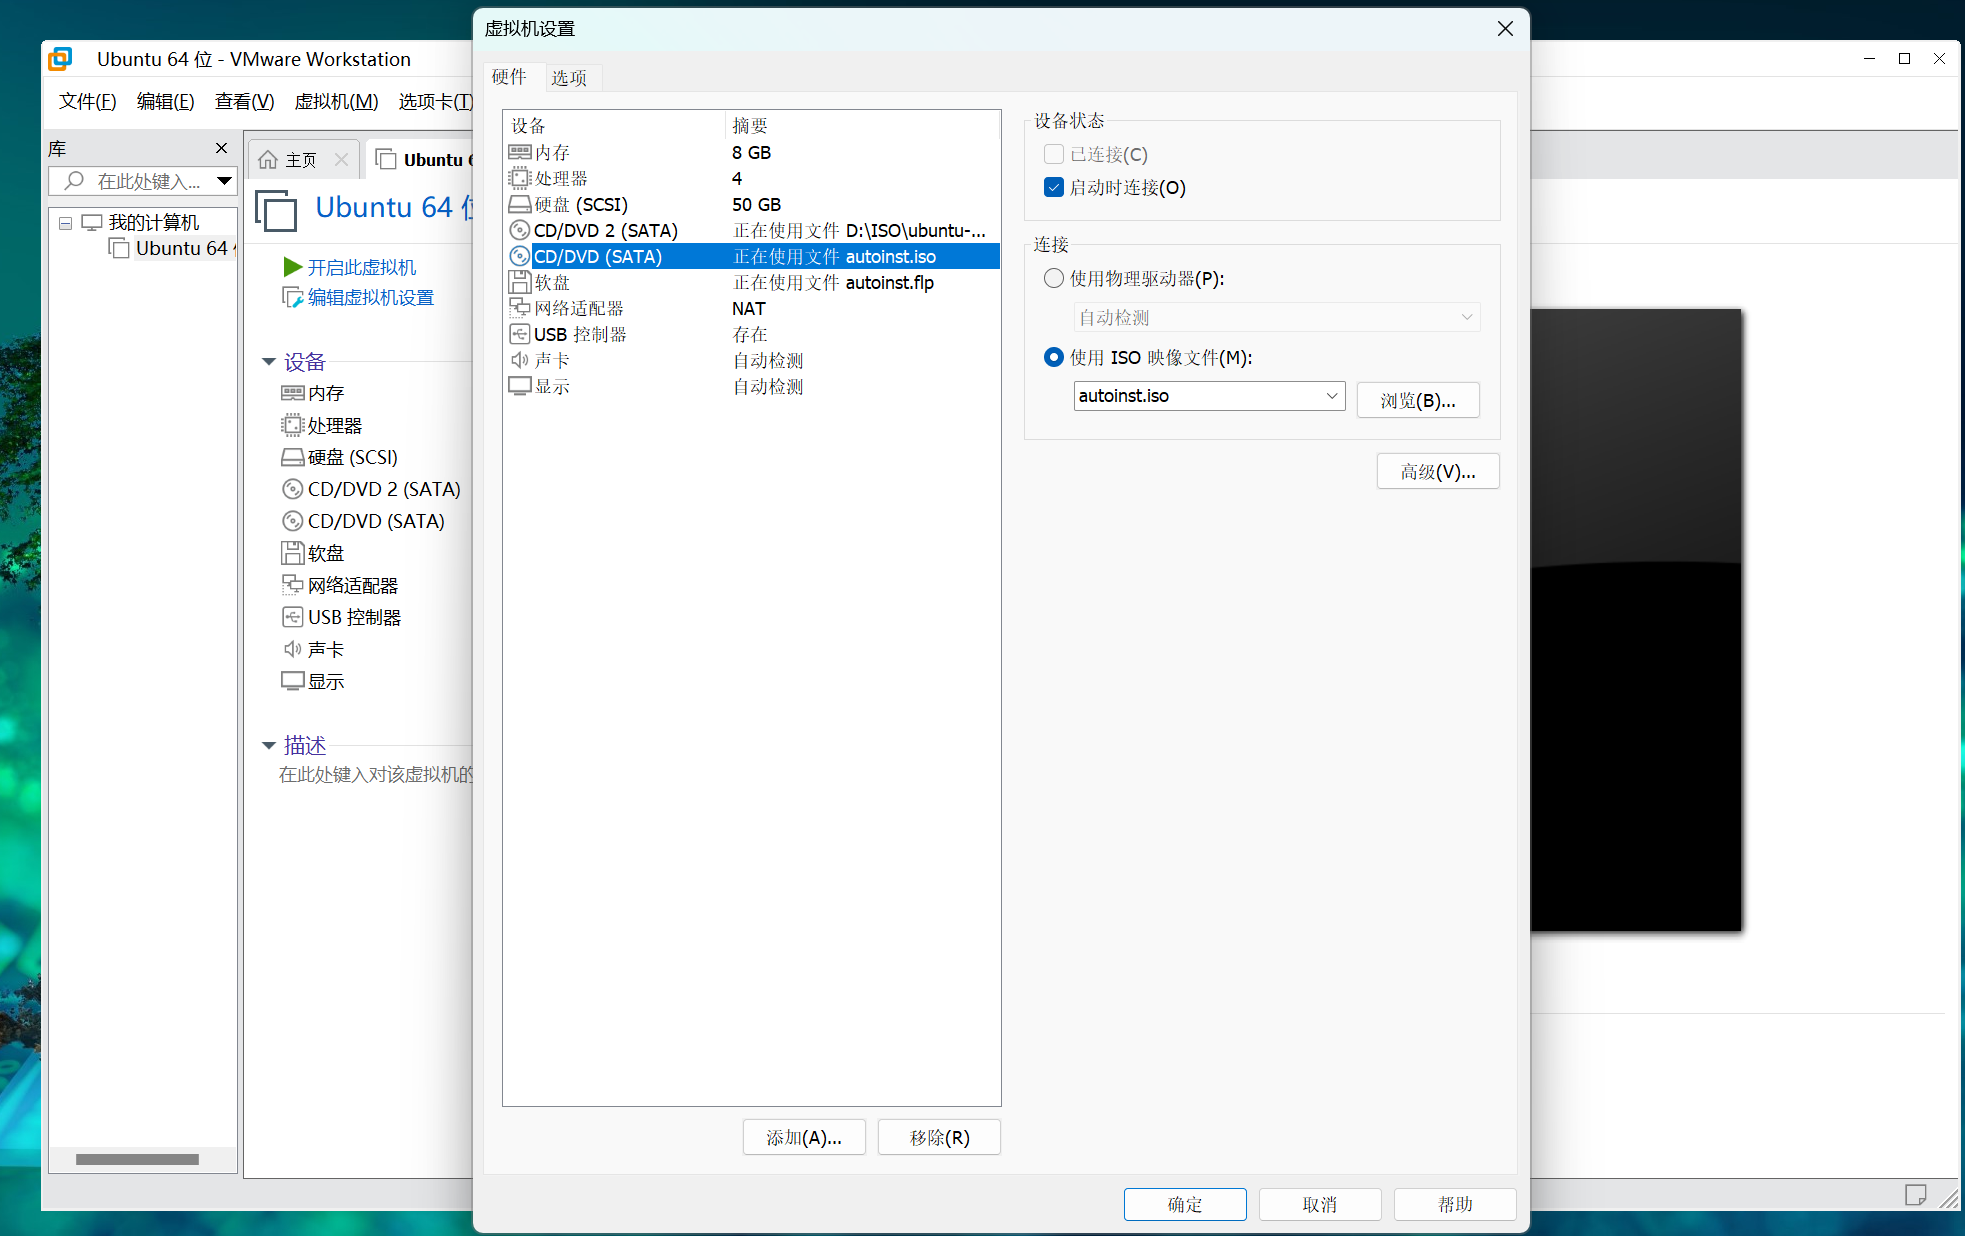 虚拟机设置
Ubuntu 64 位 - VMware Workstation
文件(F) 编辑(E) 查看(V) 虚拟机(M) 选项卡(T)
库
在此处键入...
我的计算机
Ubuntu 64
主页
Ubuntu 6
Ubuntu 64
开启此虚拟机
编辑虚拟机设置
设备
内存
处理器
硬盘 (SCSI)
CD/DVD 2 (SATA)
CD/DVD (SATA)
软盘
网络适配器
USB 控制器
声卡
显示
描述
在此处键入对该虚拟机的
硬件 选项
设备 摘要
内存 8 GB
处理器 4
硬盘 (SCSI) 50 GB
CD/DVD 2 (SATA) 正在使用文件 D:\ISO\ubuntu-...
CD/DVD (SATA) 正在使用文件 autoinst.iso
软盘 正在使用文件 autoinst.flp
网络适配器 NAT
USB 控制器 存在
声卡 自动检测
显示 自动检测
添加(A)... 移除(R)
设备状态
已连接(C)
启动时连接(O)
连接
使用物理驱动器(P):
自动检测
使用 ISO 映像文件(M):
autoinst.iso 浏览(B)...
高级(V)...
确定 取消 帮助